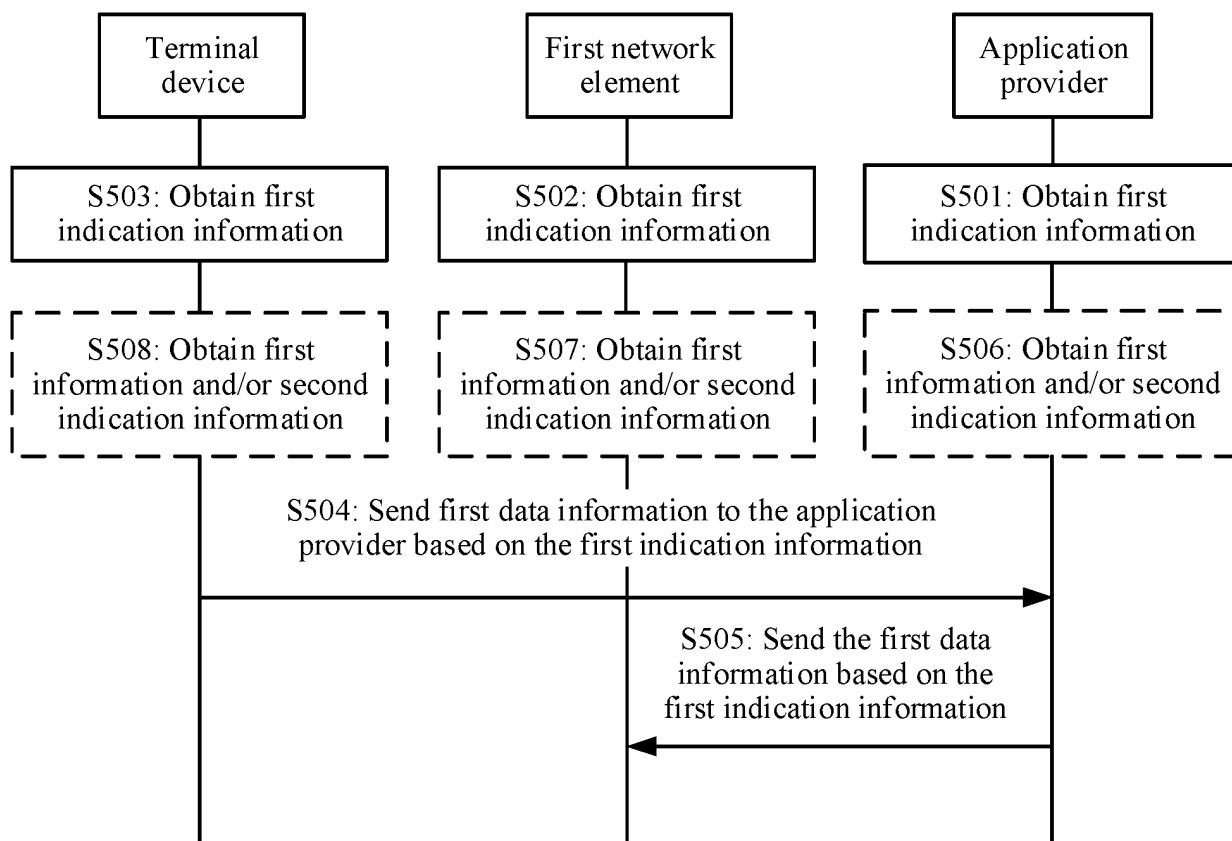 Terminal
device
First network
element
Application
provider
S503: Obtain first
indication information
S502: Obtain first
indication information
S501: Obtain first
indication information
S508: Obtain first
information and/or second
indication information
S507: Obtain first
information and/or second
indication information
S506: Obtain first
information and/or second
indication information
S504: Send first data information to the application
provider based on the first indication information
S505: Send the first data
information based on the
first indication information